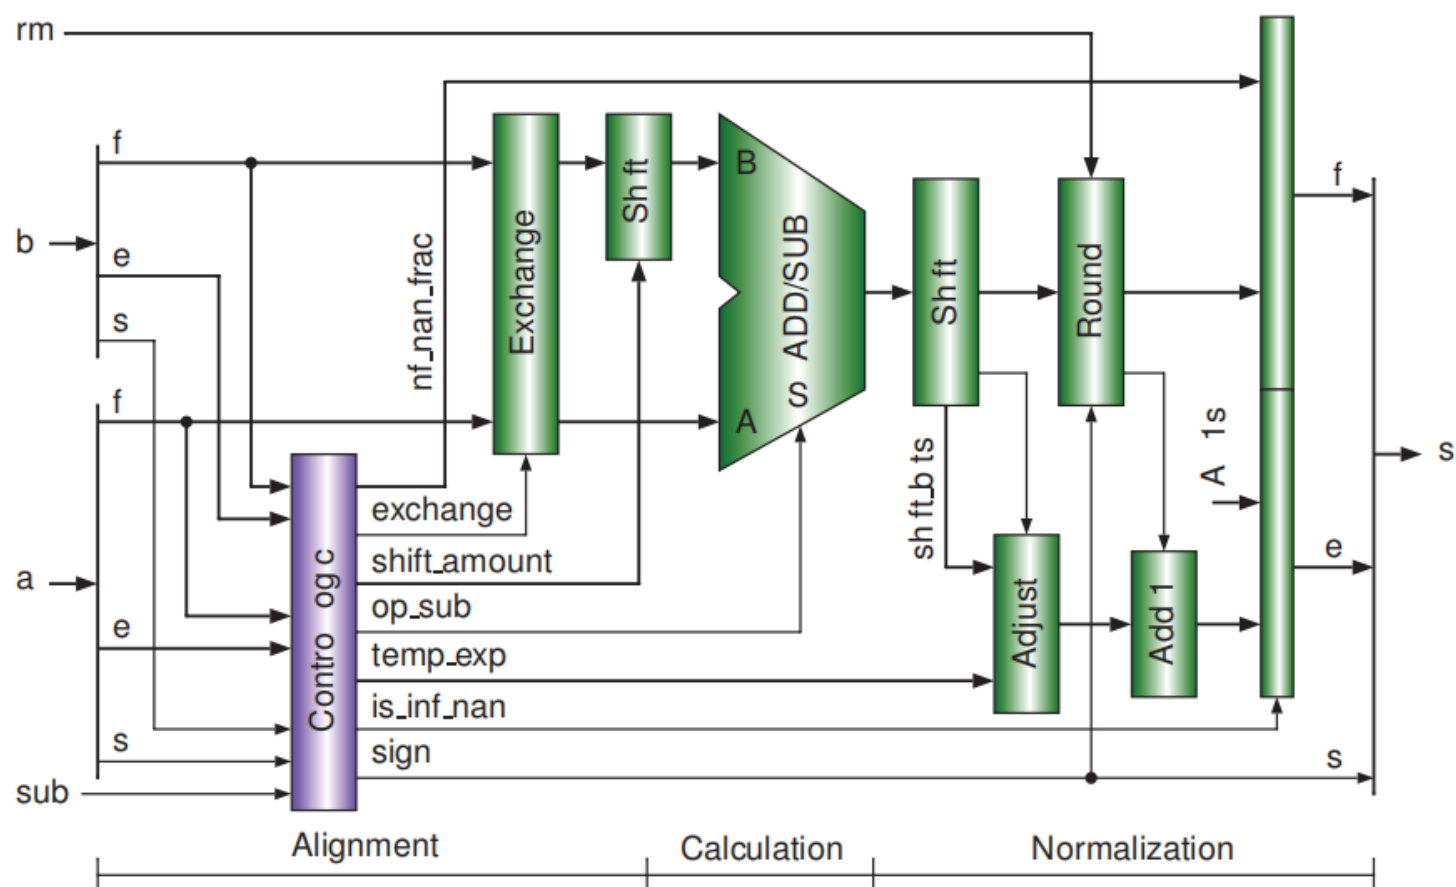 rm
f
b
e
s
f
a
e
s
sub
Contro og c
nf_nan_frac
exchange
shift_amount
op_sub
temp_exp
is_inf_nan
sign
Exchange
Sh ft
B
A
S
ADD/SUB
Sh ft
sh ft_b ts
Round
Adjust
Add 1
A 1s
f
e
s
s
Alignment
Calculation
Normalization